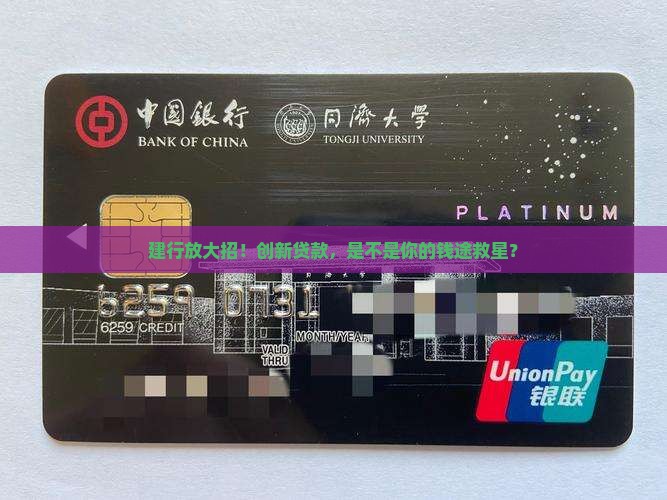 中國銀行
BANK OF CHINA
同濟大學
TONGJI UNIVERSITY
PLATINUM
建行放大招！创新贷款，是不是你的钱途救星？
6259 0731
6259 CREDIT
MONTH/YEAR
VALID
THRU
UnionPay
银联